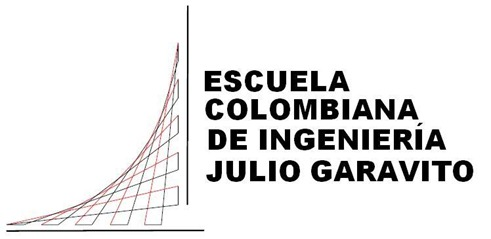 ESCUELA
COLOMBIANA
DE INGENIERÍA
JULIO GARAVITO